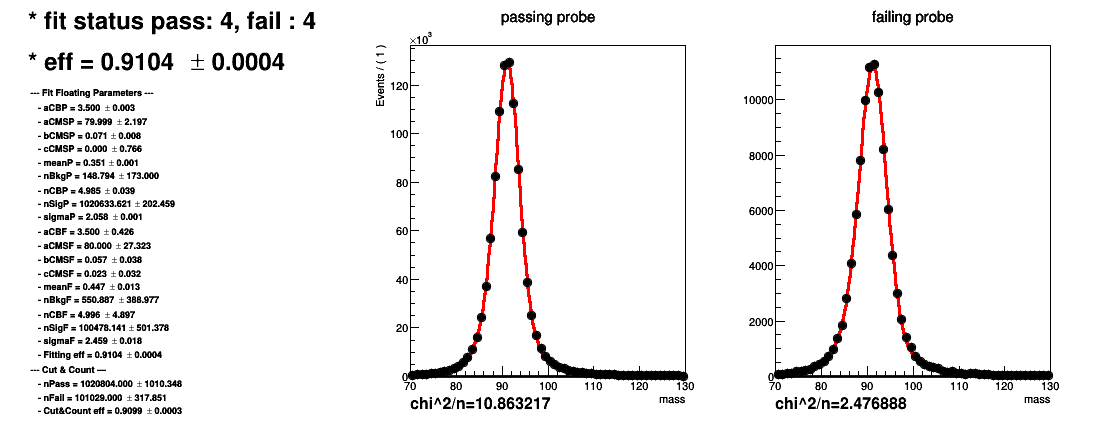 * fit status pass: 4, fail : 4
* eff = 0.9104 ± 0.0004
--- Fit Floating Parameters ---
- aCBP = 3.500 ± 0.003
- aCMSP = 79.999 ± 2.197
- bCMSP = 0.071 ± 0.008
- cCMSP = 0.000 ± 0.766
- meanP = 0.351 ± 0.001
- nBkgP = 148.794 ± 173.000
- nCBP = 4.985 ± 0.039
- nSigP = 1020633.621 ± 202.459
- sigmaP = 2.058 ± 0.001
- aCBF = 3.500 ± 0.426
- aCMSF = 80.000 ± 27.323
- bCMSF = 0.057 ± 0.038
- cCMSF = 0.023 ± 0.032
- meanF = 0.447 ± 0.013
- nBkgF = 550.887 ± 388.977
- nCBF = 4.996 ± 4.897
- nSigF = 100478.141 ± 501.378
- sigmaF = 2.459 ± 0.018
- Fitting eff = 0.9104 ± 0.0004
--- Cut & Count ---
- nPass = 1020804.000 ± 1010.348
- nFail = 101029.000 ± 317.851
- Cut&Count eff = 0.9099 ± 0.0003
passing probe
×10³
Events / ( 1 )
120
100
80
60
40
20
0
70 80 90 100 110 120 130
mass
chi^2/n=10.863217
failing probe
10000
8000
6000
4000
2000
0
70 80 90 100 110 120 130
mass
chi^2/n=2.476888